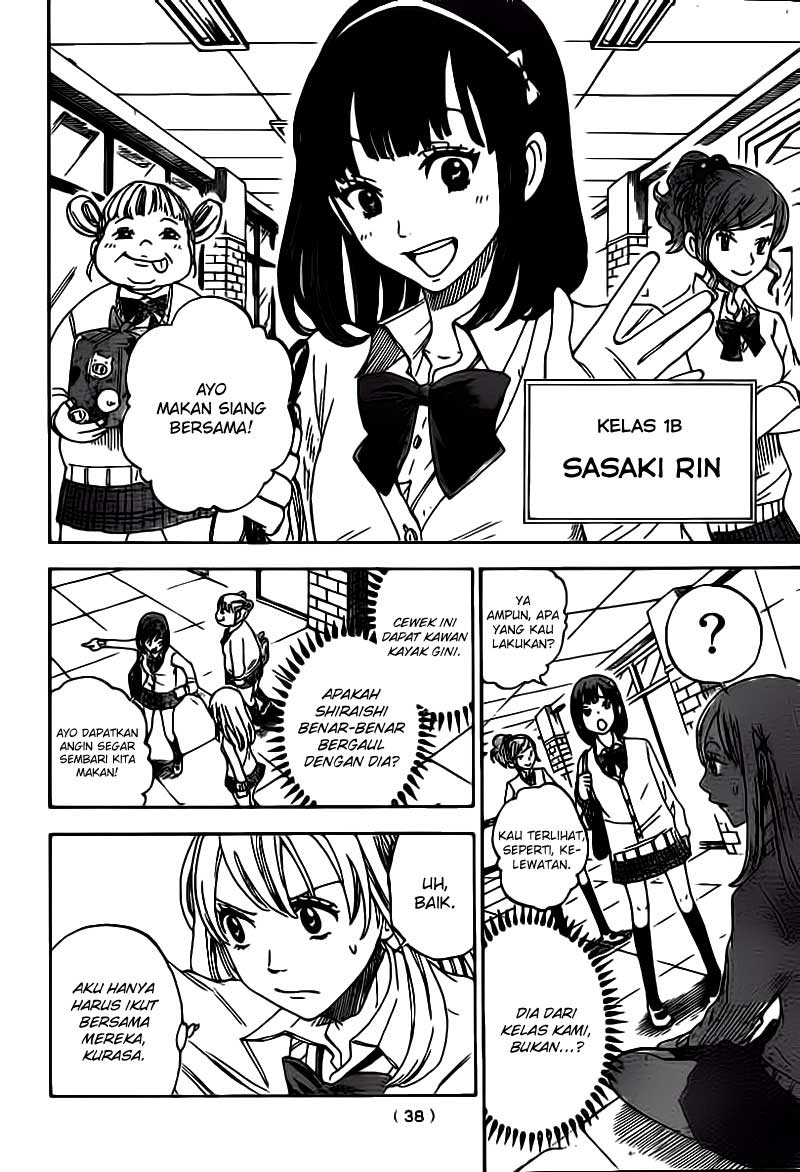 AYO
MAKAN SIANG
BERSAMA!
KELAS 1B
SASAKI RIN
YA
AMPUN, APA
YANG KAU
LAKUKAN?
?
KAU TERLIHAT,
SEPERTI, KE-
LEWATAN.
DIA DARI
KELAS KAMI,
BUKAN...?
CEWEK INI
DAPAT KAWAN
KAYAK GINI.
APAKAH
SHIRAISHI
BENAR-BENAR
BERGAUL
DENGAN DIA?
AYO DAPATKAN
ANGIN SEGAR
SEMBARI KITA
MAKAN!
UH,
BAIK.
AKU HANYA
HARUS IKUT
BERSAMA
MEREKA,
KURASA.
( 38 )